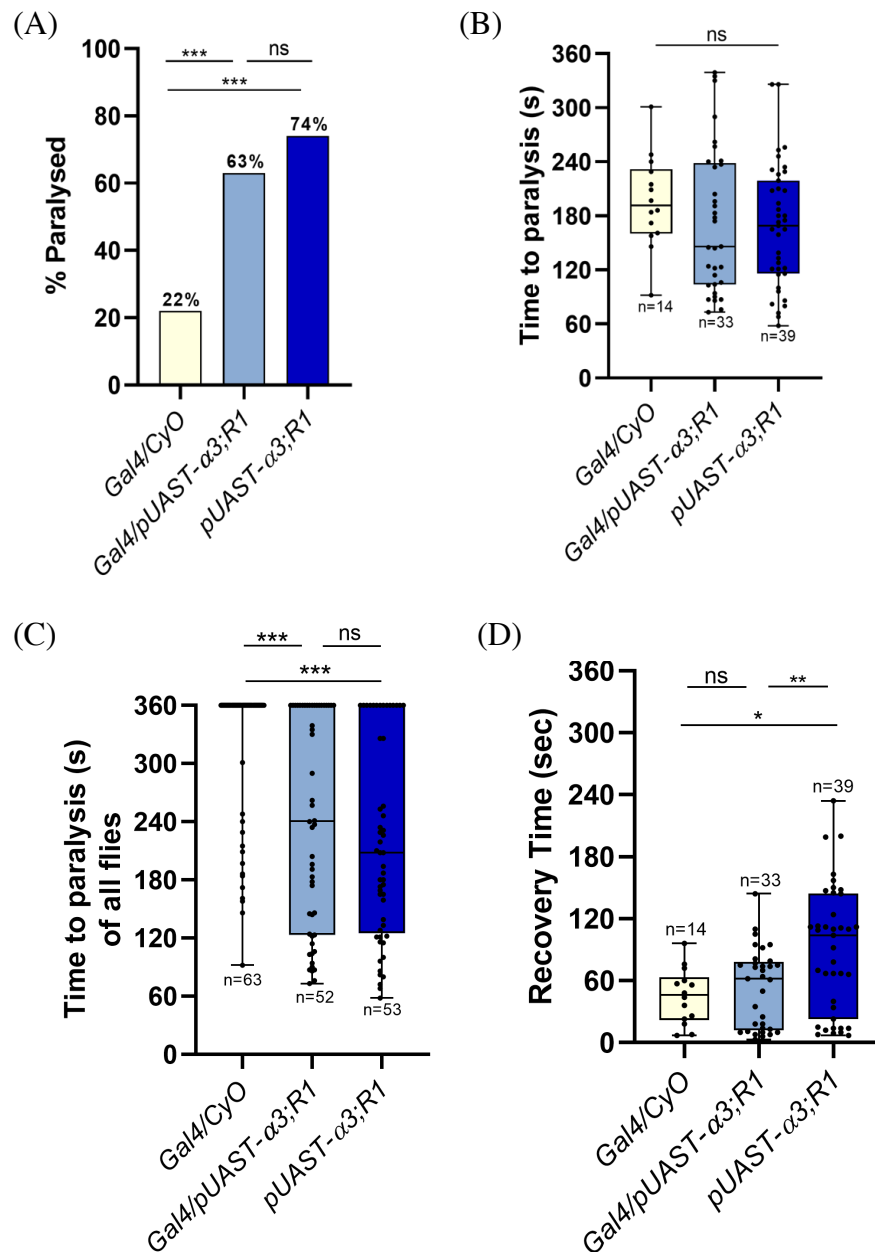 (A)
*** ns
***
100
80
60
40
20
0
% Paralysed
22%
63%
74%
Gal4/CyO
Gal4/pUAST-α3;R1
pUAST-α3;R1
(B)
ns
360
300
240
180
120
60
0
Time to paralysis (s)
n=14
n=33
n=39
Gal4/CyO
Gal4/pUAST-α3;R1
pUAST-α3;R1
(C)
*** ns
***
360
300
240
180
120
60
0
Time to paralysis (s)
of all flies
n=63
n=52
n=53
Gal4/CyO
Gal4/pUAST-α3;R1
pUAST-α3;R1
(D)
ns **
*
360
300
240
180
120
60
0
Recovery Time (sec)
n=14
n=33
n=39
Gal4/CyO
Gal4/pUAST-α3;R1
pUAST-α3;R1